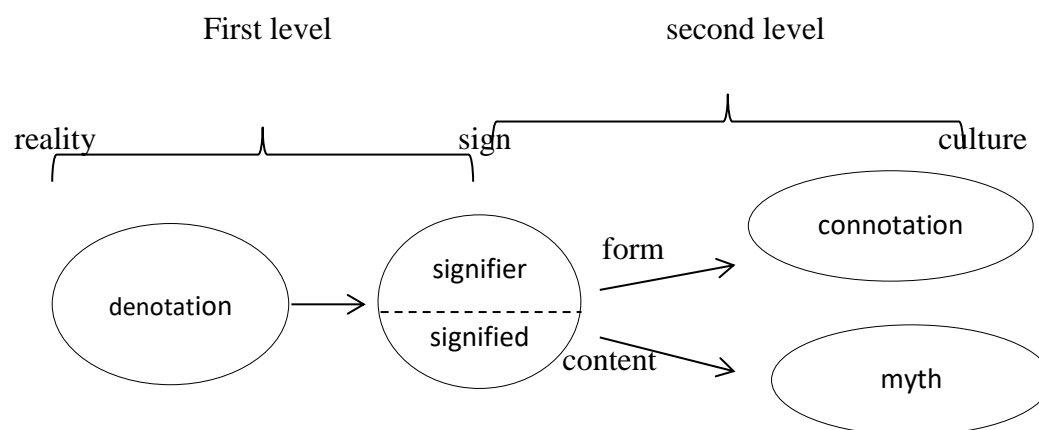 First level second level
reality sign culture
connotation
form
signifier
denotation
signified
content
myth